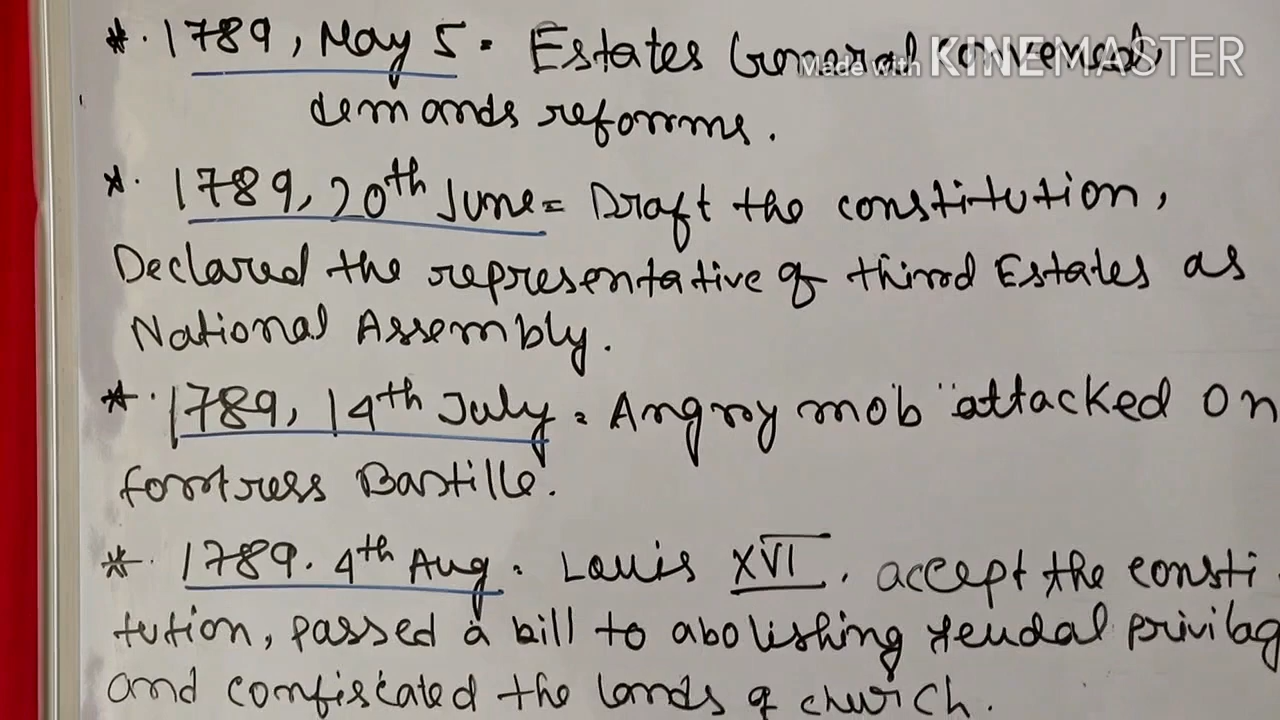 * . 1789, May 5 = Estates General convened,
Made with KINEMASTER
demands reforms.
* . 1789, 20th June = Draft the constitution,
Declared the representative of third Estates as
National Assembly.
* . 1789, 14th July = Angry mob attacked on
fortress Bastille.
* . 1789. 4th Aug = Louis XVI. accept the consti-
tution, passed a bill to abolishing feudal privilag
and confiscated the lands of church.